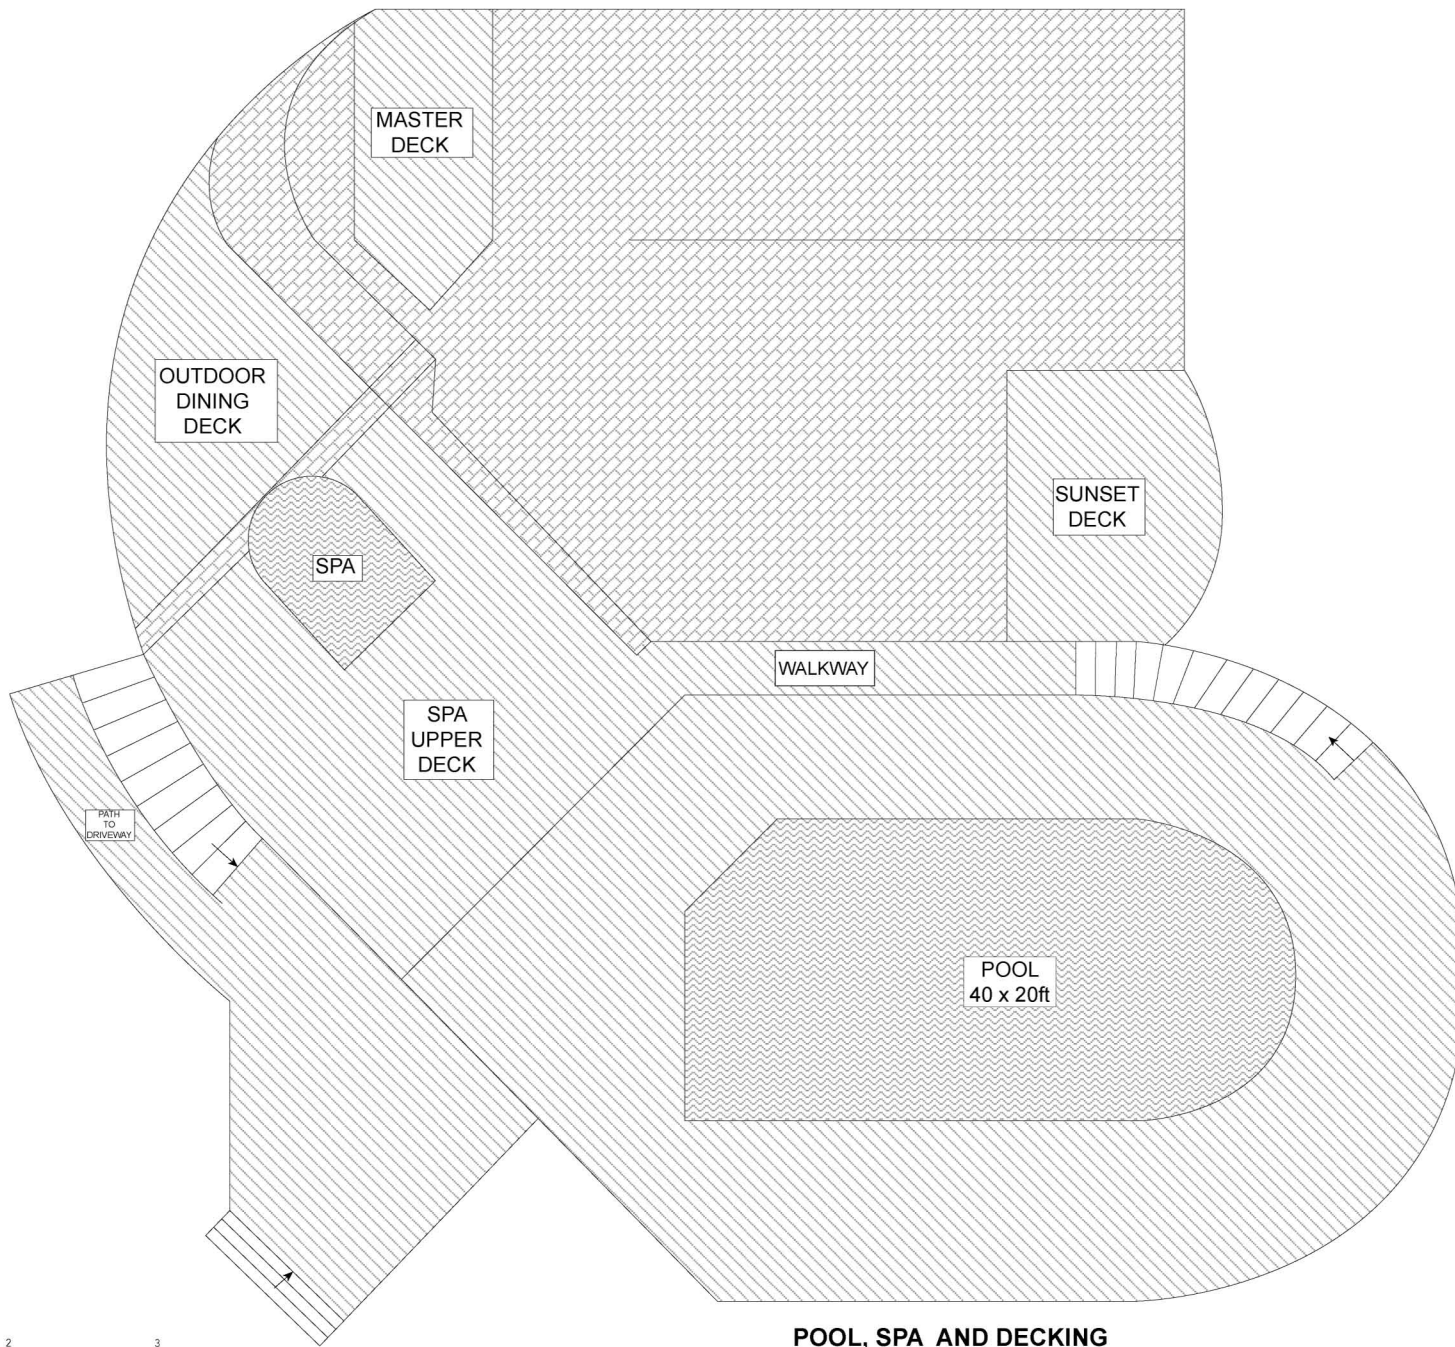 MASTER
DECK
OUTDOOR
DINING
DECK
SUNSET
DECK
SPA
WALKWAY
SPA
UPPER
DECK
PATH
TO
DRIVEWAY
POOL
40 x 20ft
2
3
POOL, SPA AND DECKING